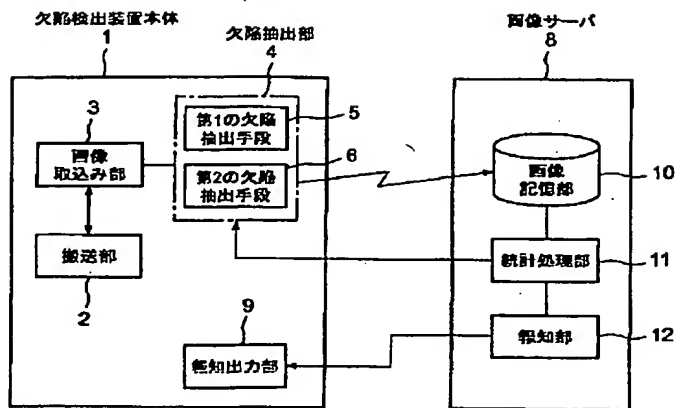 欠陥検出装置本体
1
欠陥抽出部
4
画像サーバ
8
3
画像
取込み部
第1の欠陥
抽出手段
5
第2の欠陥
抽出手段
6
搬送部
2
9
報知出力部
画像
記憶部
10
統計処理部
11
報知部
12